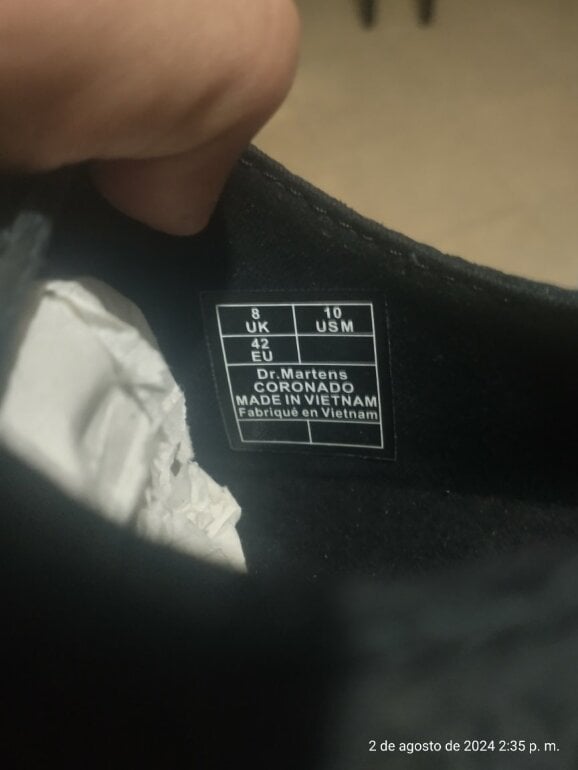 8 10
UK USM
42
EU
Dr.Martens
CORONADO
MADE IN VIETNAM
Fabriqué en Vietnam
2 de agosto de 2024 2:35 p. m.